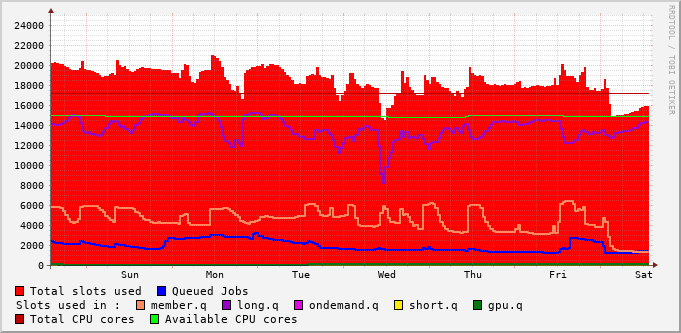 RRDTOOL / TOBI OETIKER
24000
22000
20000
18000
16000
14000
12000
10000
8000
6000
4000
2000
0
Sun Mon Tue Wed Thu Fri Sat
Total slots used Queued Jobs
Slots used in : member.q long.q ondemand.q short.q gpu.q
Total CPU cores Available CPU cores